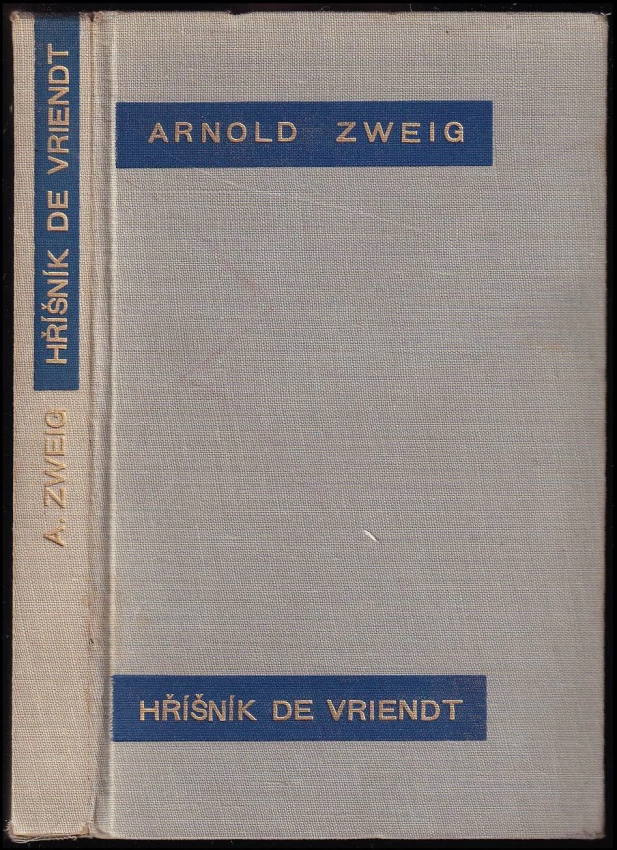 ARNOLD ZWEIG
HŘÍŠNÍK DE VRIENDT
A. ZWEIG HŘÍŠNÍK DE VRIENDT